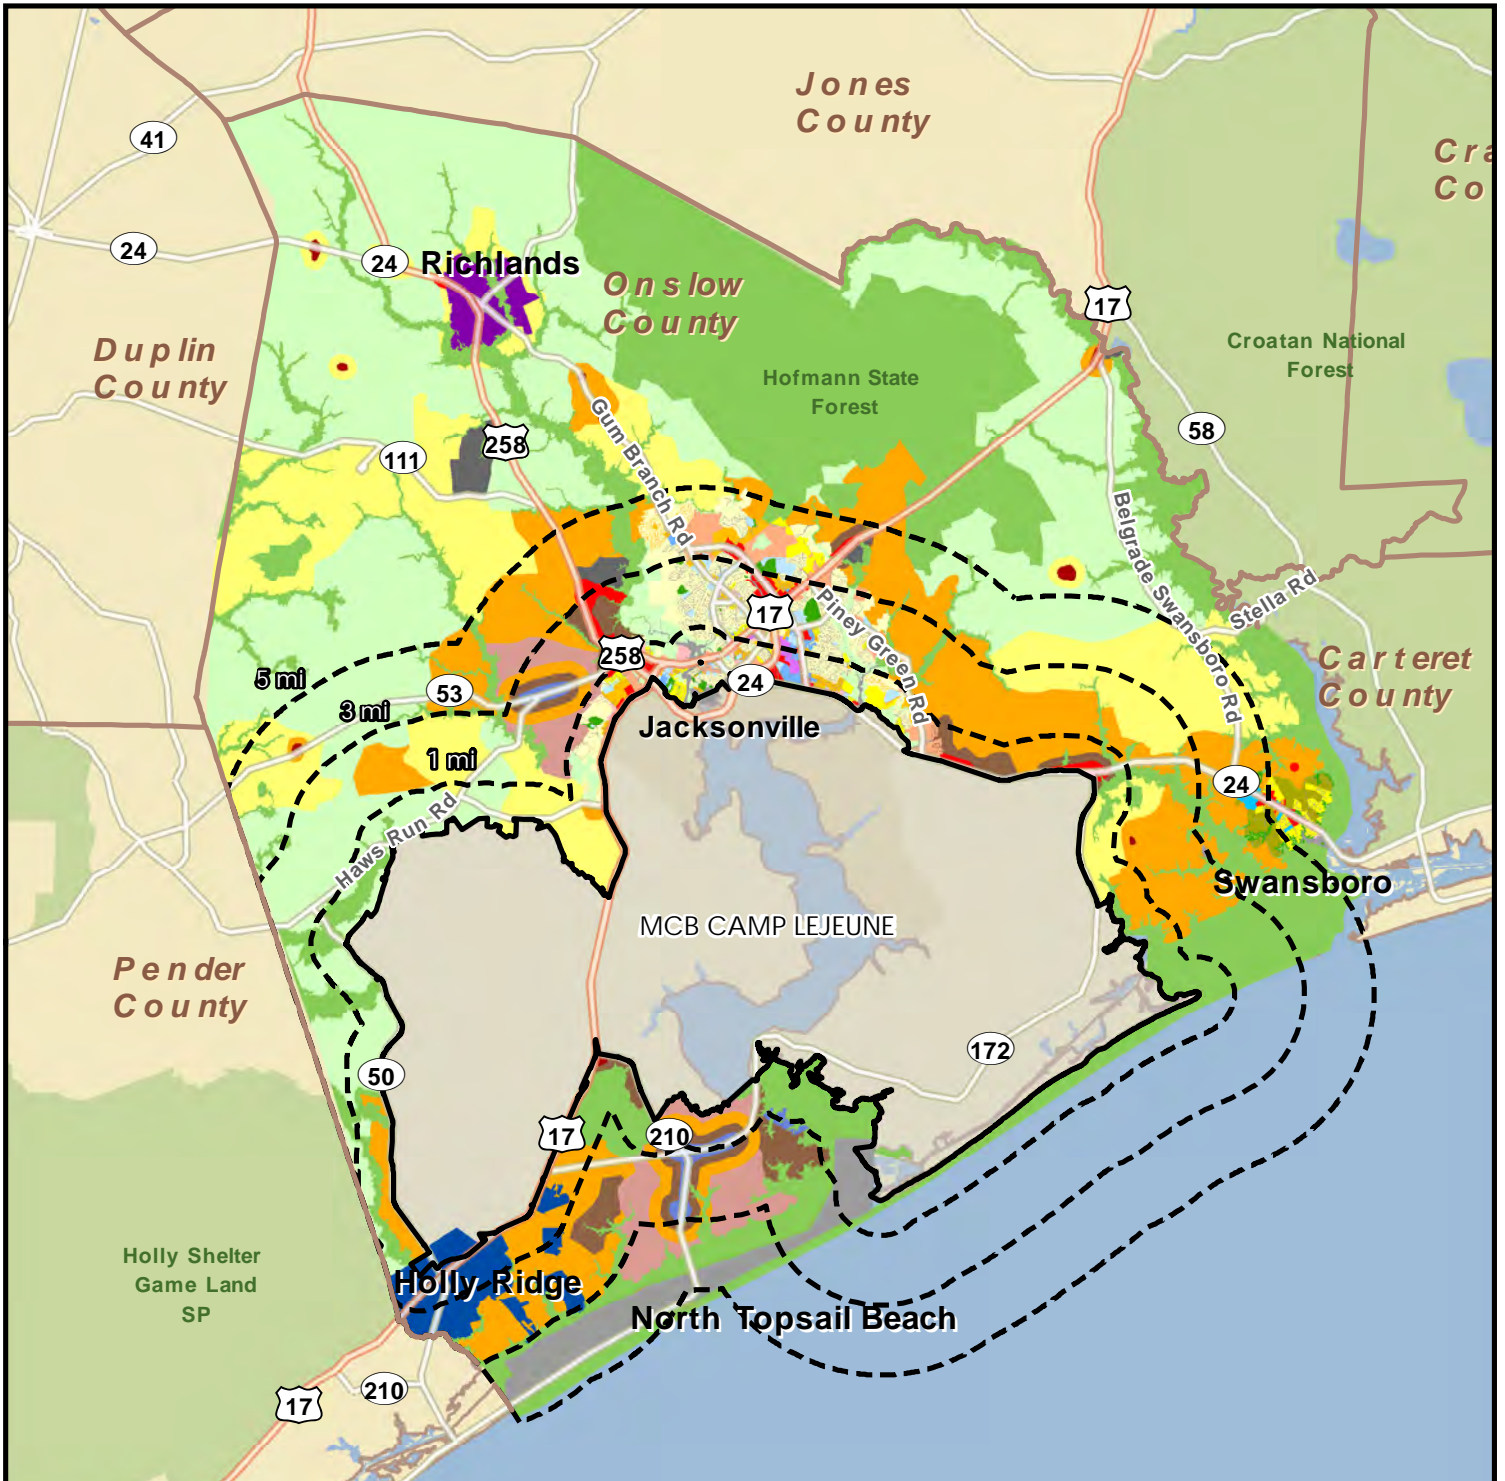 Jones
County
Cra
Co
41
24
24
Richlands
Onslow
County
17
Croatan National
Forest
Duplin
County
Hofmann State
Forest
58
258
111
Gum Branch Rd
Belgrade Swansboro Rd
Stella Rd
17
Piney Green Rd
258
24
5 mi
53
3 mi
Carteret
County
Jacksonville
1 mi
24
Haws Run Rd
Swansboro
MCB CAMP LEJEUNE
Pender
County
172
50
17
210
Holly Shelter
Game Land
SP
Holly Ridge
North Topsail Beach
210
17